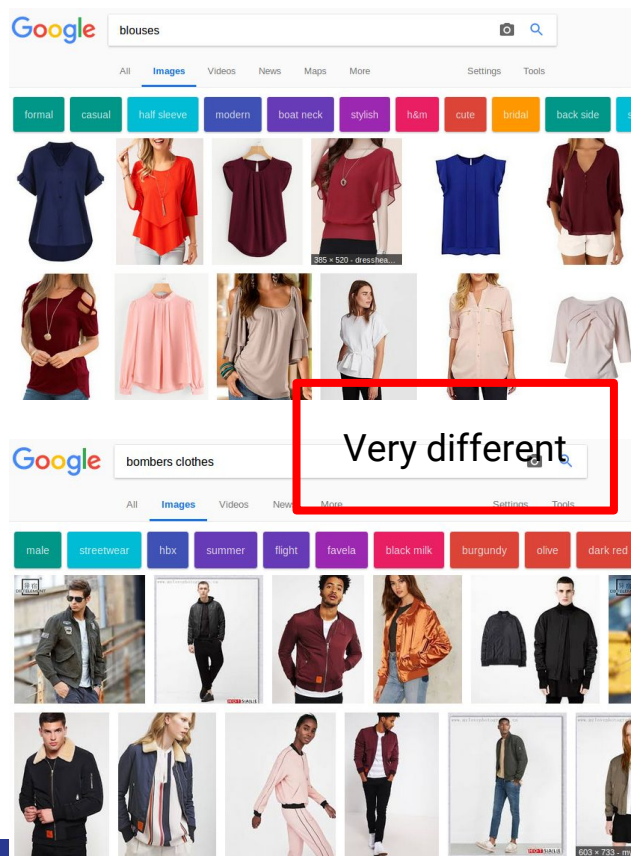 Google
blouses
All Images Videos News Maps More Settings Tools
formal casual half sleeve modern boat neck stylish h&m cute bridal back side
385 × 520 - dresshea...
Very different
Google
bombers clothes
All Images Videos News More Settings Tools
male streetwear hbx summer flight favela black milk burgundy olive dark red
603 × 733 - my